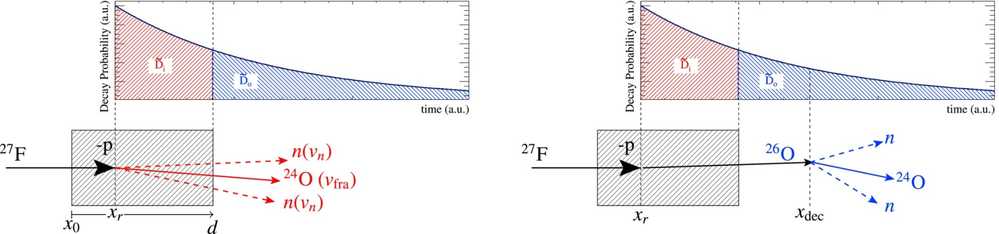 Decay Probability (a.u.)
D̃i
D̃o
time (a.u.)
27F
-p
n(vn)
24O (vfra)
n(vn)
x0
xr
d
Decay Probability (a.u.)
D̃i
D̃o
time (a.u.)
27F
-p
26O
n
24O
n
xr
xdec